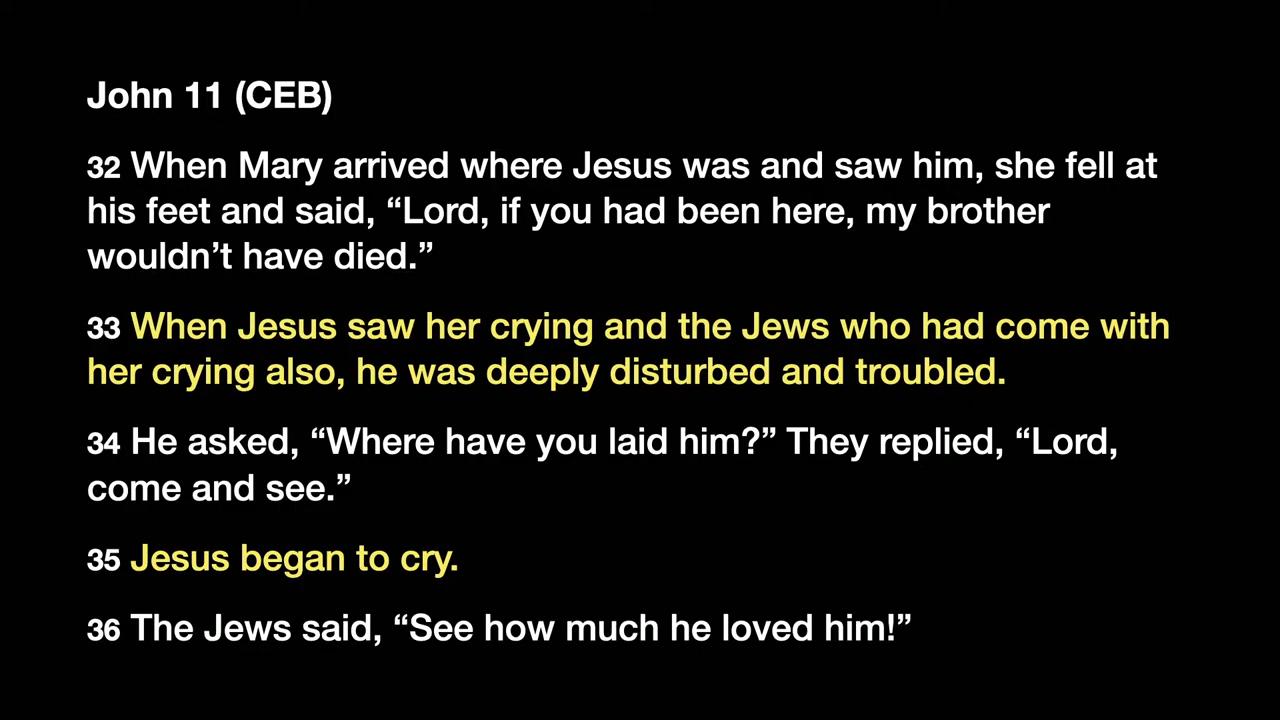 John 11 (CEB)
32 When Mary arrived where Jesus was and saw him, she fell at
his feet and said, “Lord, if you had been here, my brother
wouldn’t have died.”
33 When Jesus saw her crying and the Jews who had come with
her crying also, he was deeply disturbed and troubled.
34 He asked, “Where have you laid him?” They replied, “Lord,
come and see.”
35 Jesus began to cry.
36 The Jews said, “See how much he loved him!”